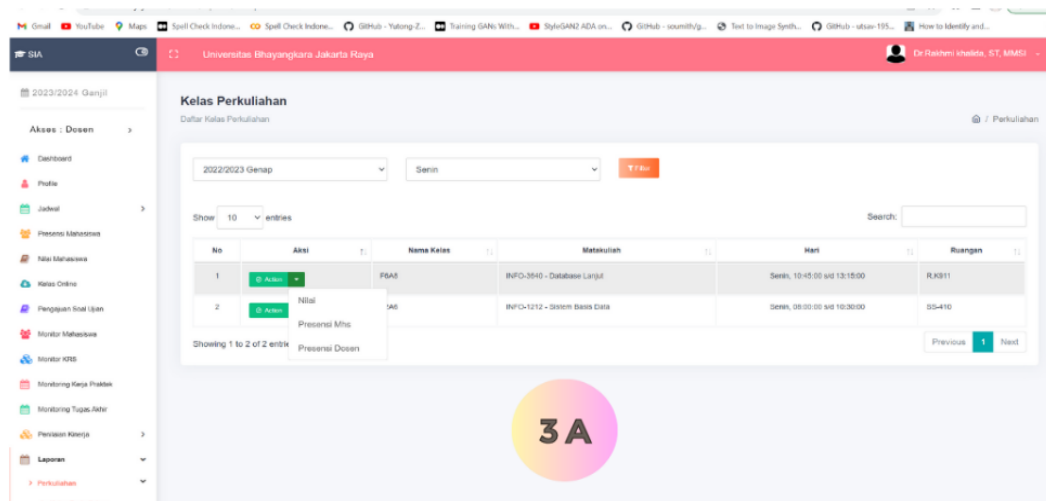 Gmail YouTube Maps Spell Check Indone... Spell Check Indone... GitHub - Yutong-Z... Training GANs With... StyleGAN2 ADA on... GitHub - soumith/g... Text to Image Synth... GitHub - utsav-195... How to Identify and...
SIA Universitas Bhayangkara Jakarta Raya Dr.Rakhmi khalida, ST, MMSI
2023/2024 Ganjil
Akses : Dosen
Dashboard
Profile
Jadwal
Presensi Mahasiswa
Nilai Mahasiswa
Kelas Online
Pengajuan Soal Ujian
Monitor Mahasiswa
Monitor KRS
Monitoring Kerja Praktek
Monitoring Tugas Akhir
Penilaian Kinerja
Laporan
Perkuliahan
Kelas Perkuliahan
Daftar Kelas Perkuliahan
/ Perkuliahan
2022/2023 Genap Senin Filter
Show 10 entries Search:
No Aksi Nama Kelas Matakuliah Hari Ruangan
1 Action INFO-3640 - Database Lanjut Senin, 10:45:00 s/d 13:15:00 R.K911
2 Action INFO-1212 - Sistem Basis Data Senin, 08:00:00 s/d 10:30:00 SS-410
Nilai
Presensi Mhs
Presensi Dosen
Showing 1 to 2 of 2 Previous 1 Next
3 A